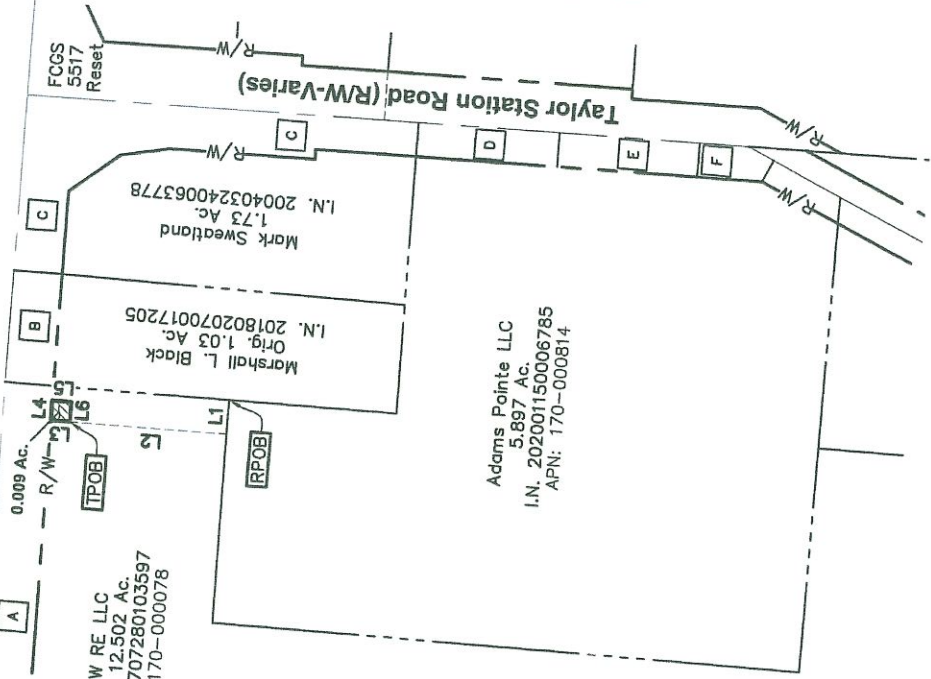 FCGS
5517
Reset
R/W
Taylor Station Road (R/W-Varies)
C
C
R/W
Mark Sweatland
1.73 Ac.
I.N. 200403240063778
D
E
F
R/W
R/W
B
Marshall L. Black
Orig. 1.03 Ac.
I.N. 201802070017205
0.009 Ac.
L4
L5
L3
L6
R/W
TPOB
L2
L1
RPOB
A
W RE LLC
12.502 Ac.
707280103597
170-000078
Adams Pointe LLC
5.897 Ac.
I.N. 202001150006785
APN: 170-000814